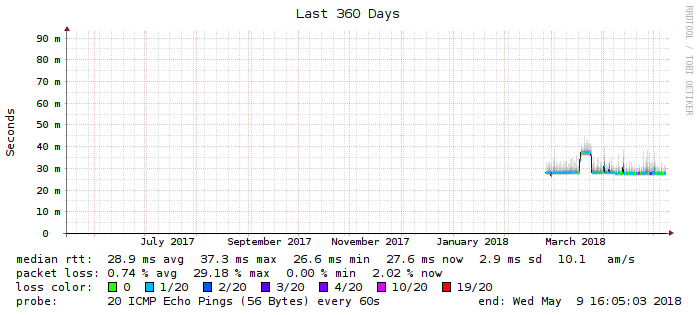 Last 360 Days
RRDTOOL / TOBI OETIKER
Seconds
90 m
80 m
70 m
60 m
50 m
40 m
30 m
20 m
10 m
0
July 2017 September 2017 November 2017 January 2018 March 2018
median rtt: 28.9 ms avg 37.3 ms max 26.6 ms min 27.6 ms now 2.9 ms sd 10.1 am/s
packet loss: 0.74 % avg 29.18 % max 0.00 % min 2.02 % now
loss color: 0 1/20 2/20 3/20 4/20 10/20 19/20
probe: 20 ICMP Echo Pings (56 Bytes) every 60s end: Wed May 9 16:05:03 2018